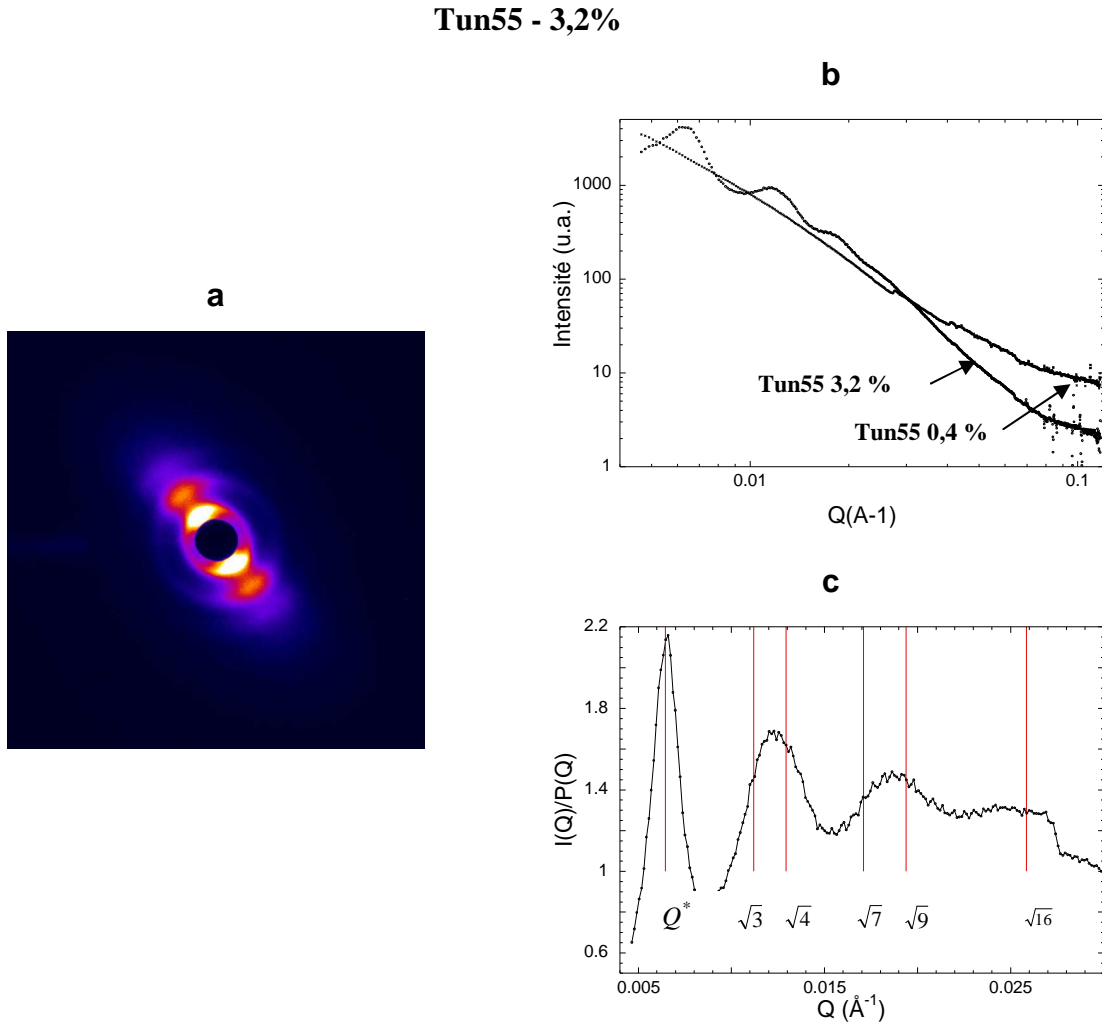 Tun55 - 3,2%
a
b
Intensité (u.a.)
1000
100
10
1
Tun55 3,2 %
Tun55 0,4 %
0.01
0.1
Q(A-1)
c
I(Q)/P(Q)
2.2
1.8
1.4
1
0.6
Q* √3 √4 √7 √9 √16
0.005 0.015 0.025
Q (Å-1)